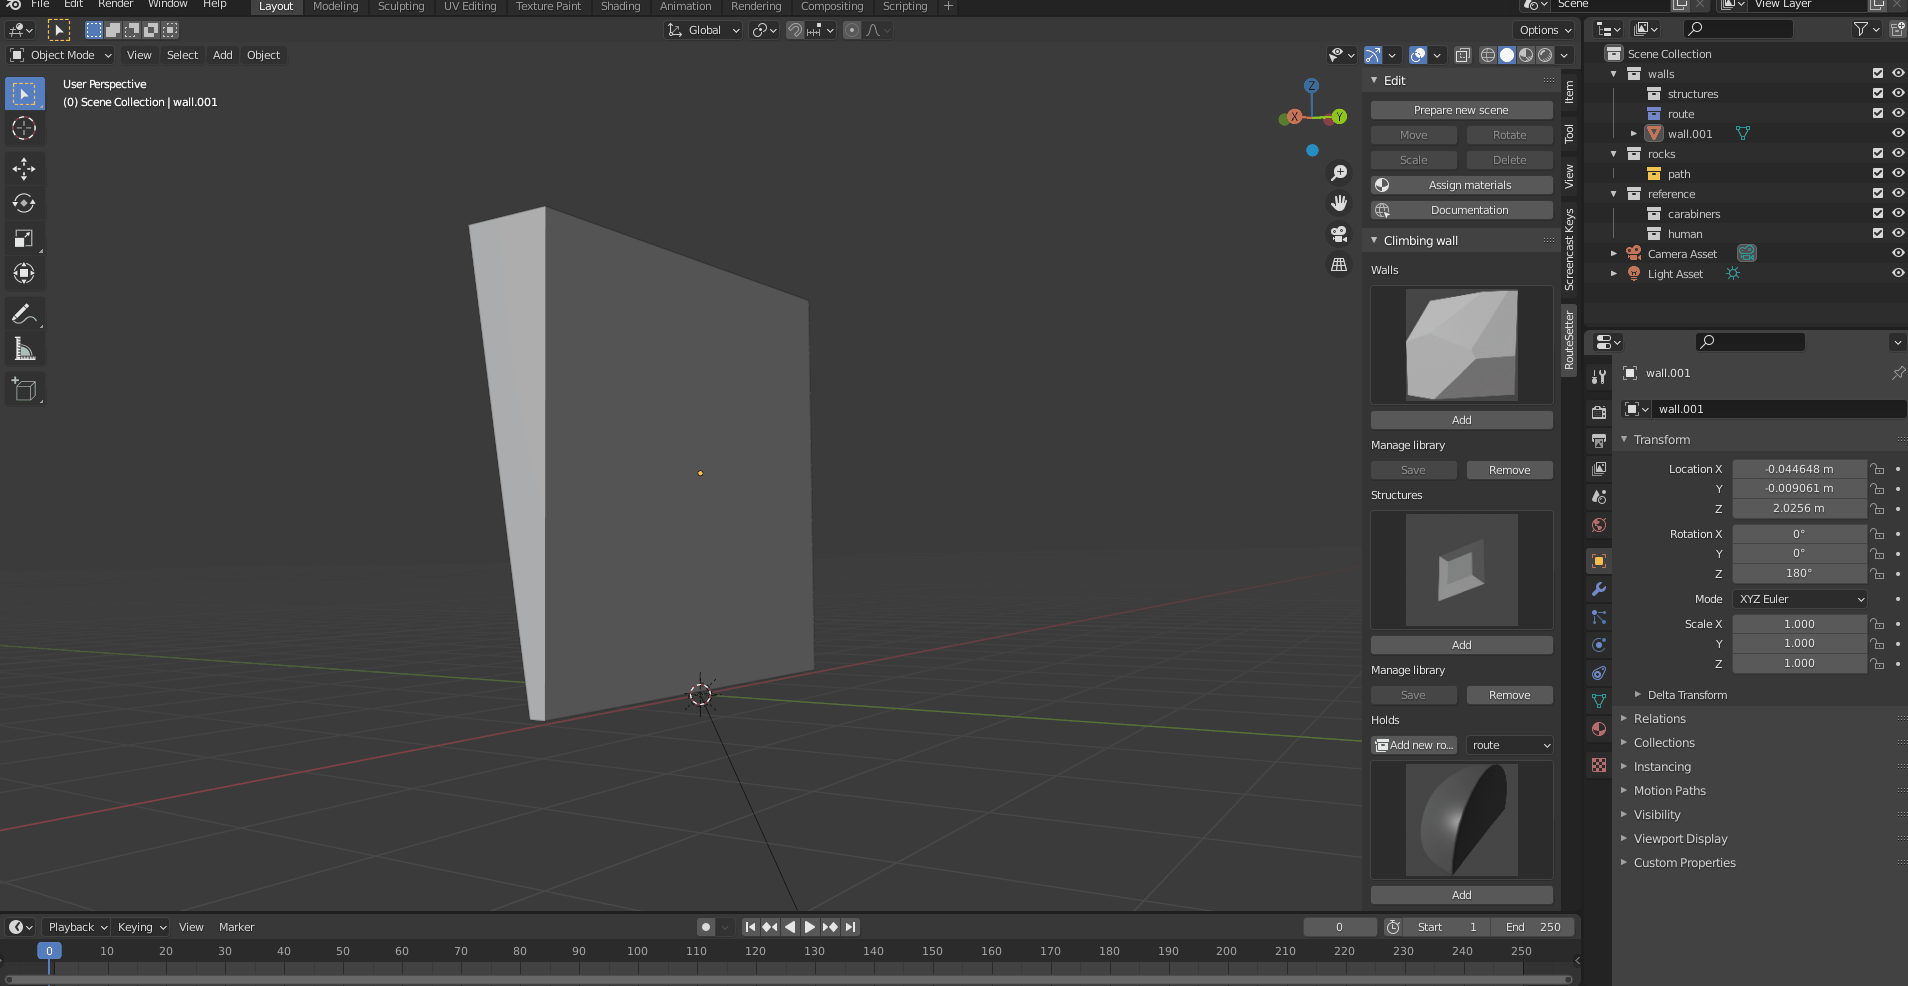 File Edit Render Window Help Layout Modeling Sculpting UV Editing Texture Paint Shading Animation Rendering Compositing Scripting + Scene View Layer
Global Options
Object Mode View Select Add Object
User Perspective
(0) Scene Collection | wall.001
Z
X
Y
Edit
Prepare new scene
Move Rotate
Scale Delete
Assign materials
Documentation
Climbing wall
Walls
Add
Manage library
Save Remove
Structures
Add
Manage library
Save Remove
Holds
Add new ro... route
Add
Item
Tool
View
Screencast Keys
RouteSetter
Scene Collection
walls
structures
route
wall.001
rocks
path
reference
carabiners
human
Camera Asset
Light Asset
wall.001
wall.001
Transform
Location X -0.044648 m
Y -0.009061 m
Z 2.0256 m
Rotation X 0°
Y 0°
Z 180°
Mode XYZ Euler
Scale X 1.000
Y 1.000
Z 1.000
Delta Transform
Relations
Collections
Instancing
Motion Paths
Visibility
Viewport Display
Custom Properties
Playback Keying View Marker 0 Start 1 End 250
0 10 20 30 40 50 60 70 80 90 100 110 120 130 140 150 160 170 180 190 200 210 220 230 240 250